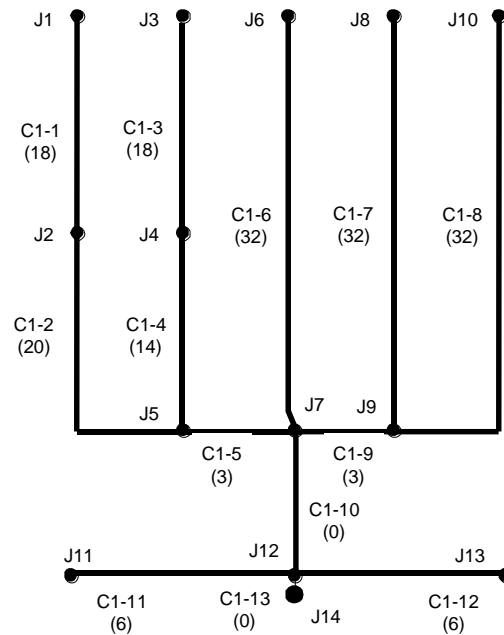 J1 J3 J6 J8 J10
C1-1
(18)
C1-3
(18)
C1-6
(32)
C1-7
(32)
C1-8
(32)
J2 J4
C1-2
(20)
C1-4
(14)
J5 J7 J9
C1-5
(3)
C1-9
(3)
C1-10
(0)
J11 J12 J13
C1-11
(6)
C1-13
(0)
C1-12
(6)
J14